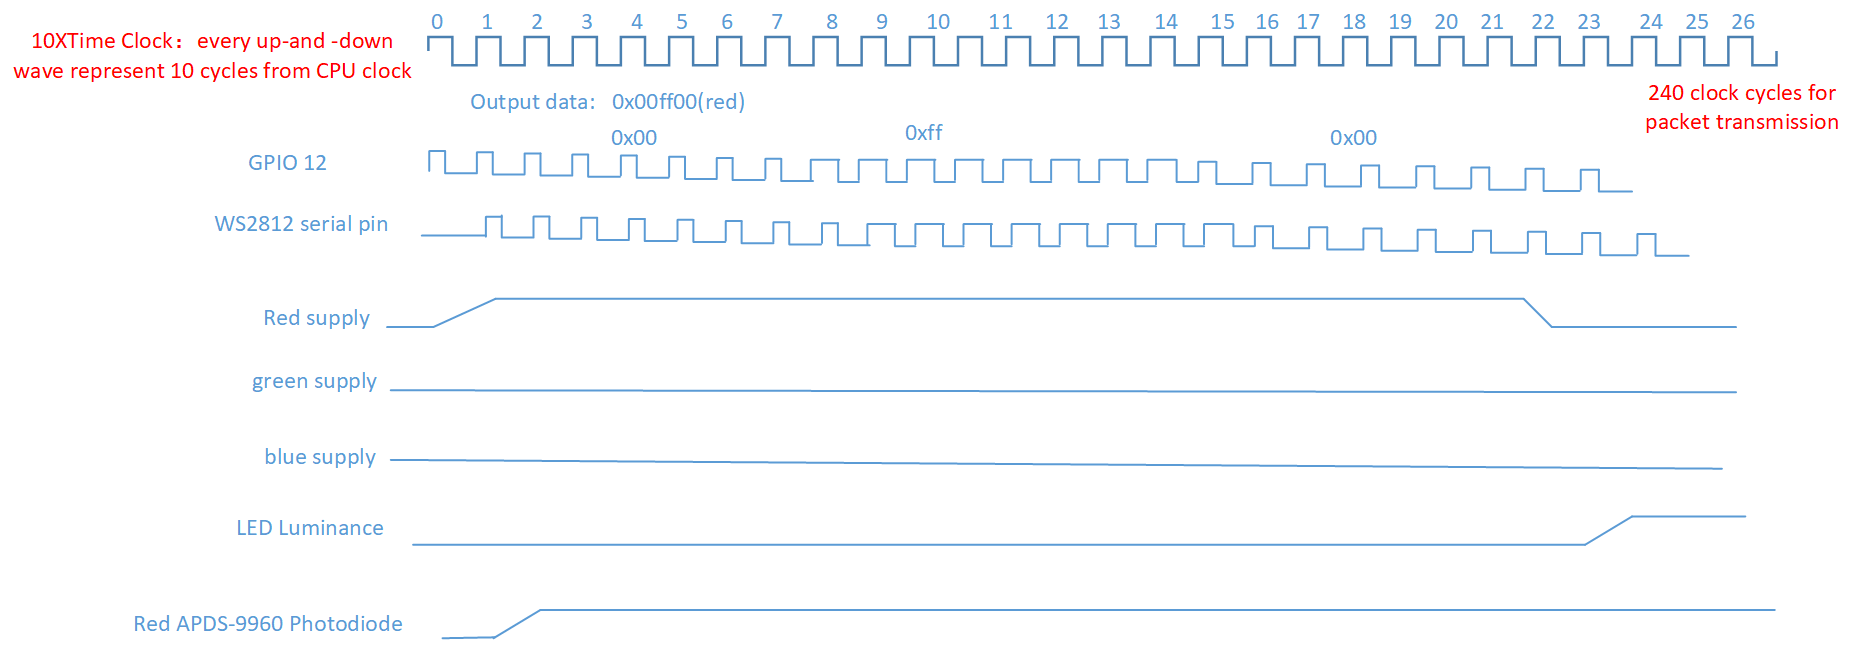 0 1 2 3 4 5 6 7 8 9 10 11 12 13 14 15 16 17 18 19 20 21 22 23 24 25 26
10XTime Clock：every up-and -down
wave represent 10 cycles from CPU clock
240 clock cycles for
packet transmission
Output data: 0x00ff00(red)
0x00 0xff 0x00
GPIO 12
WS2812 serial pin
Red supply
green supply
blue supply
LED Luminance
Red APDS-9960 Photodiode